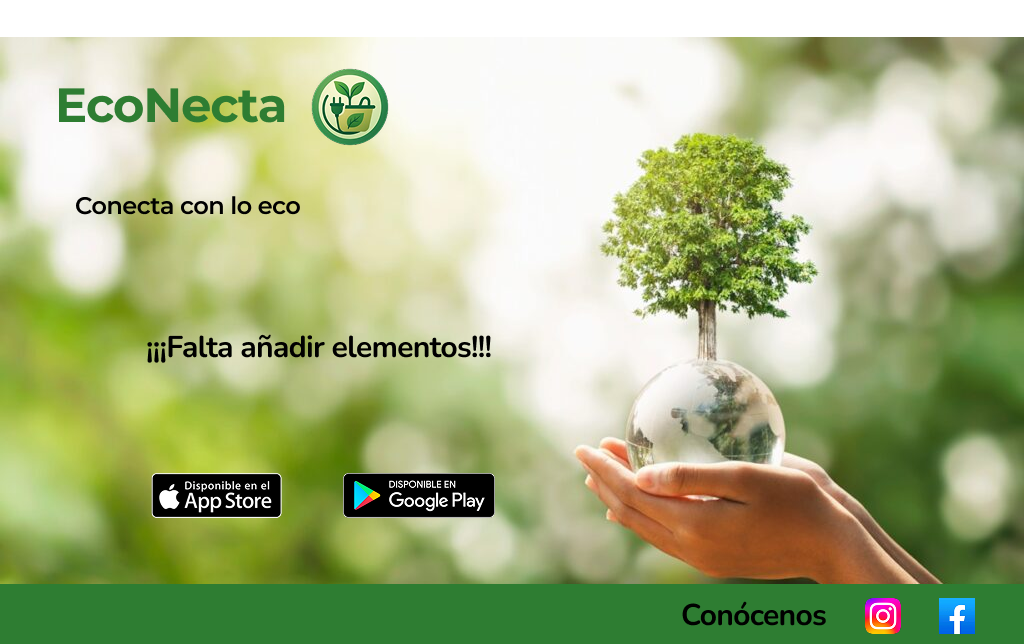 EcoNecta
Conecta con lo eco
¡¡¡Falta añadir elementos!!!
Disponible en el
App Store
DISPONIBLE EN
Google Play
Conócenos